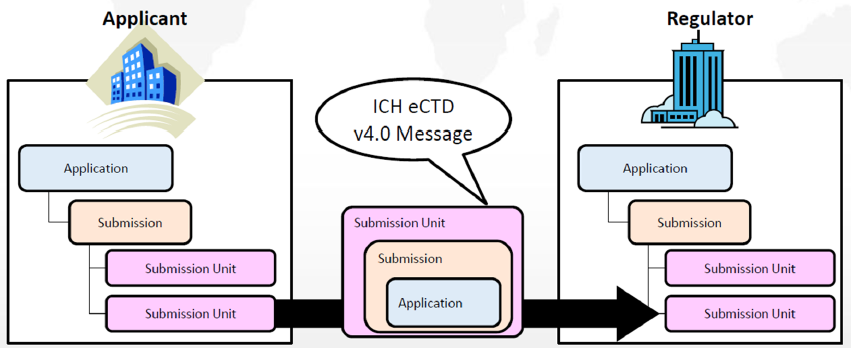 Applicant
Regulator
ICH eCTD
v4.0 Message
Application
Submission
Submission Unit
Submission Unit
Submission Unit
Submission
Application
Application
Submission
Submission Unit
Submission Unit